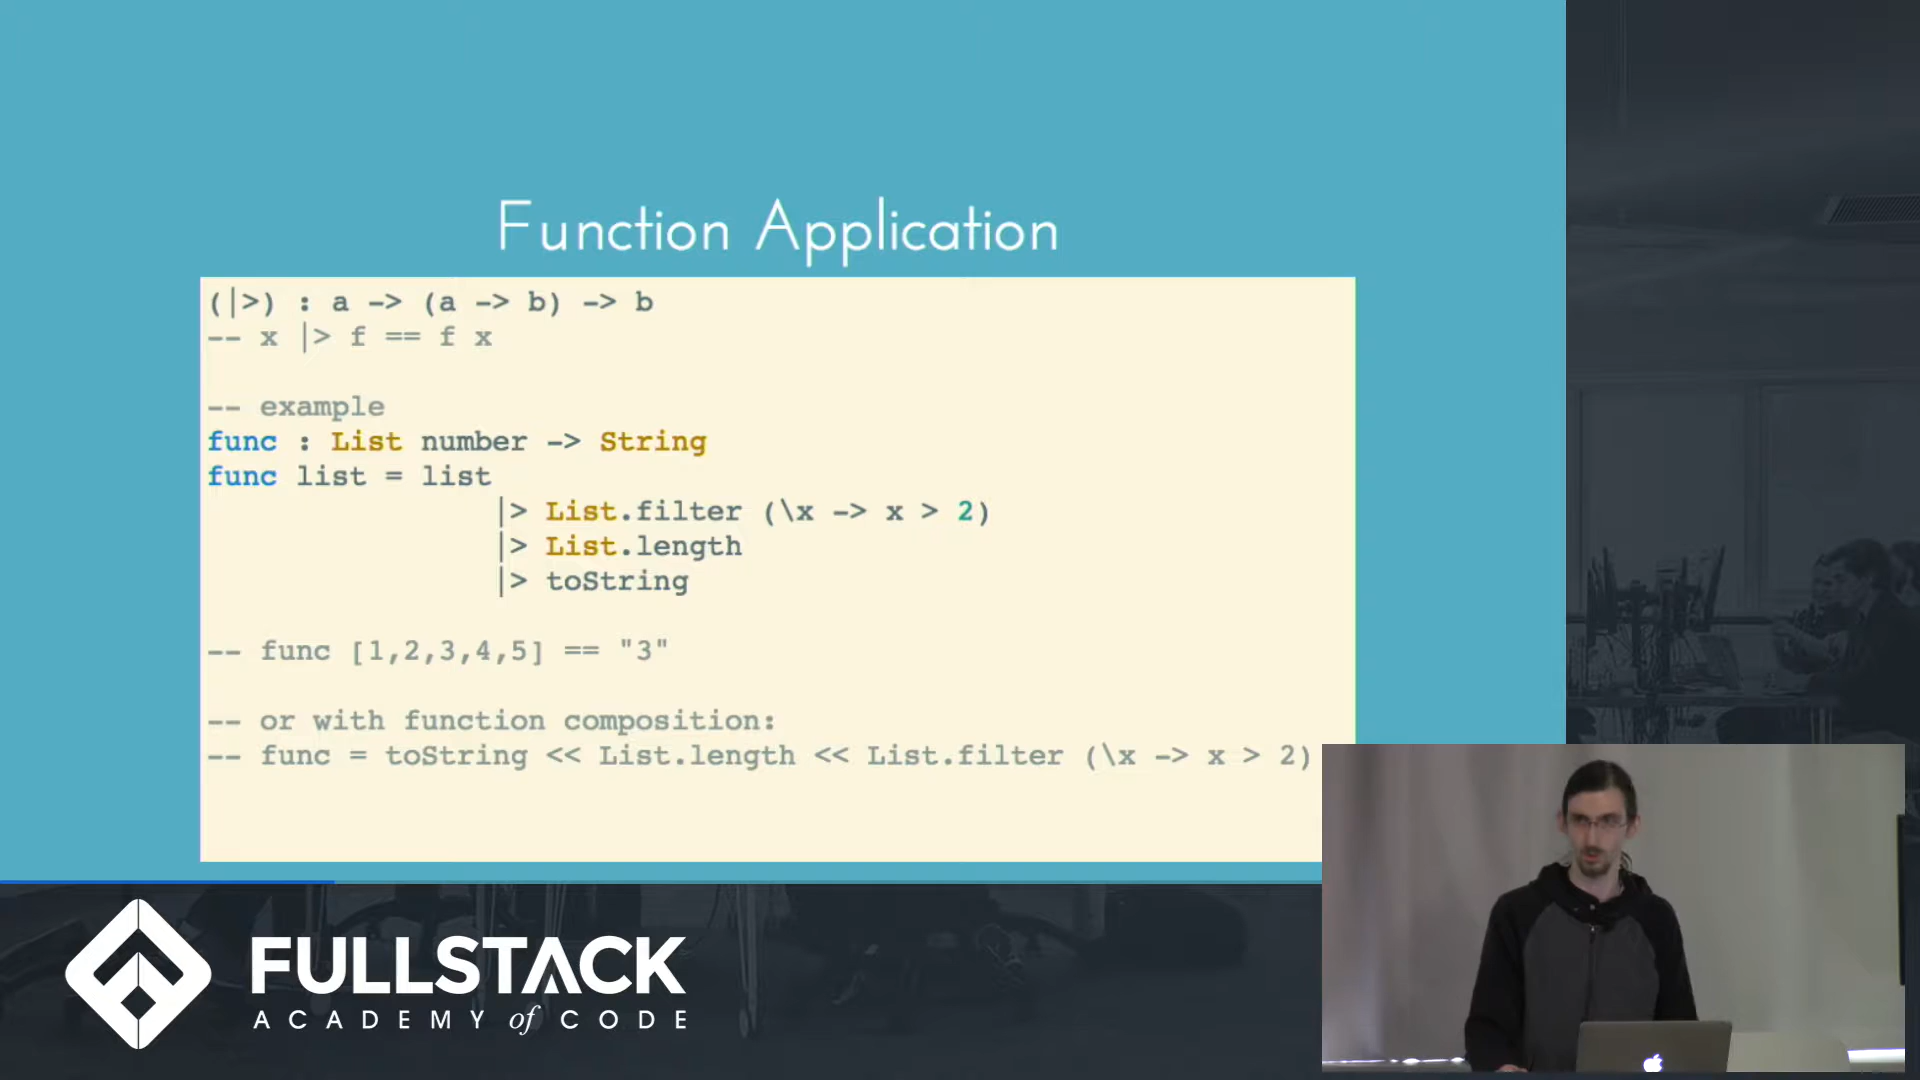 Function Application
(|>) : a -> (a -> b) -> b
-- x |> f == f x
-- example
func : List number -> String
func list = list
|> List.filter (\x -> x > 2)
|> List.length
|> toString
-- func [1,2,3,4,5] == "3"
-- or with function composition:
-- func = toString << List.length << List.filter (\x -> x > 2)
FULLSTACK
ACADEMY of CODE